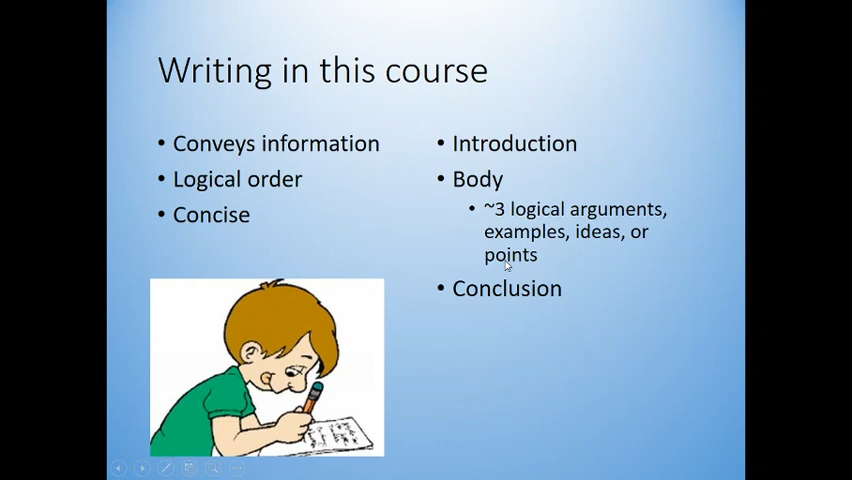 Writing in this course
• Conveys information
• Logical order
• Concise
• Introduction
• Body
• ~3 logical arguments,
examples, ideas, or
points
• Conclusion